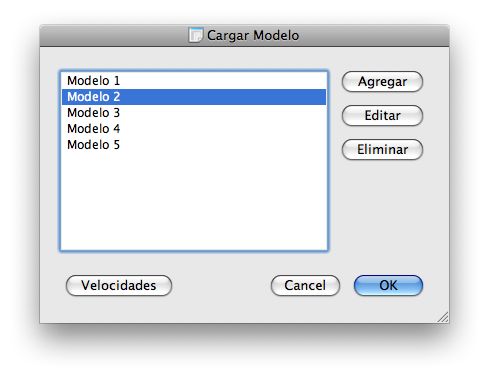 Cargar Modelo
Modelo 1
Modelo 2
Modelo 3
Modelo 4
Modelo 5
Agregar
Editar
Eliminar
Velocidades
Cancel
OK